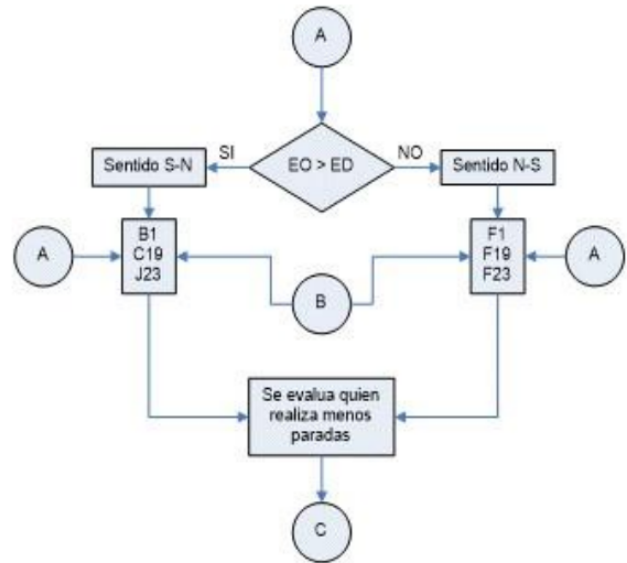 A
SI
EO > ED
NO
Sentido S-N
Sentido N-S
B1
C19
J23
F1
F19
F23
A
B
A
Se evalua quien
realiza menos
paradas
C